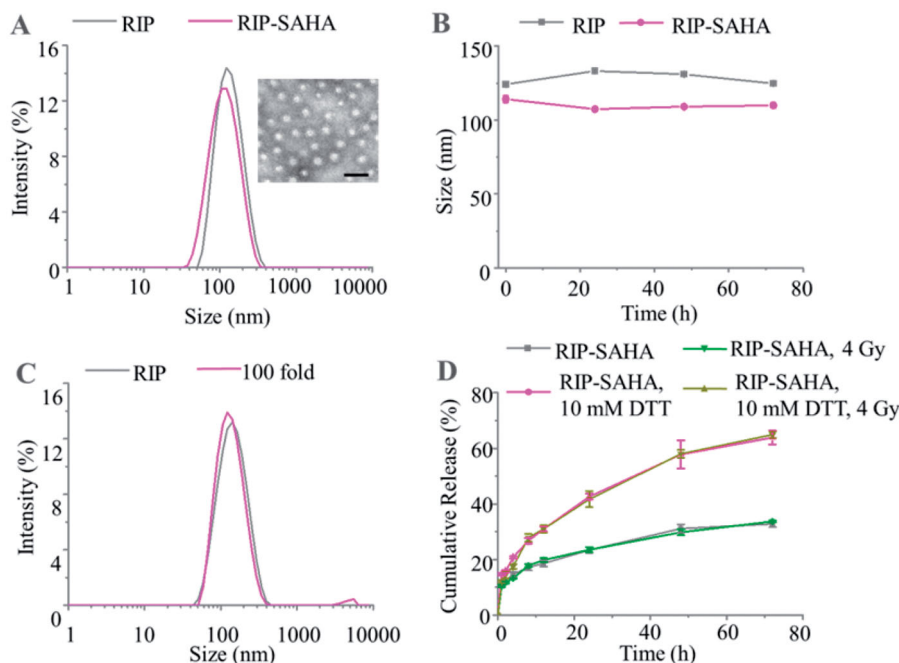 A
RIP RIP-SAHA
16
12
8
4
0
Intensity (%)
1 10 100 1000 10000
Size (nm)
B
RIP RIP-SAHA
150
100
50
0
Size (nm)
0 20 40 60 80
Time (h)
C
RIP 100 fold
16
12
8
4
0
Intensity (%)
1 10 100 1000 10000
Size (nm)
D
RIP-SAHA RIP-SAHA, 4 Gy
RIP-SAHA, RIP-SAHA,
10 mM DTT 10 mM DTT, 4 Gy
80
60
40
20
0
Cumulative Release (%)
0 20 40 60 80
Time (h)